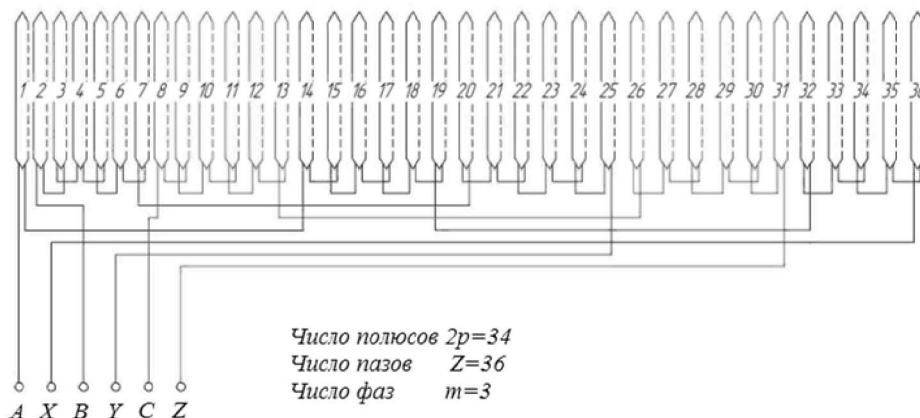 1 2 3 4 5 6 7 8 9 10 11 12 13 14 15 16 17 18 19 20 21 22 23 24 25 26 27 28 29 30 31 32 33 34 35 36
Число полюсов 2p=34
Число пазов Z=36
Число фаз m=3
A X B Y C Z